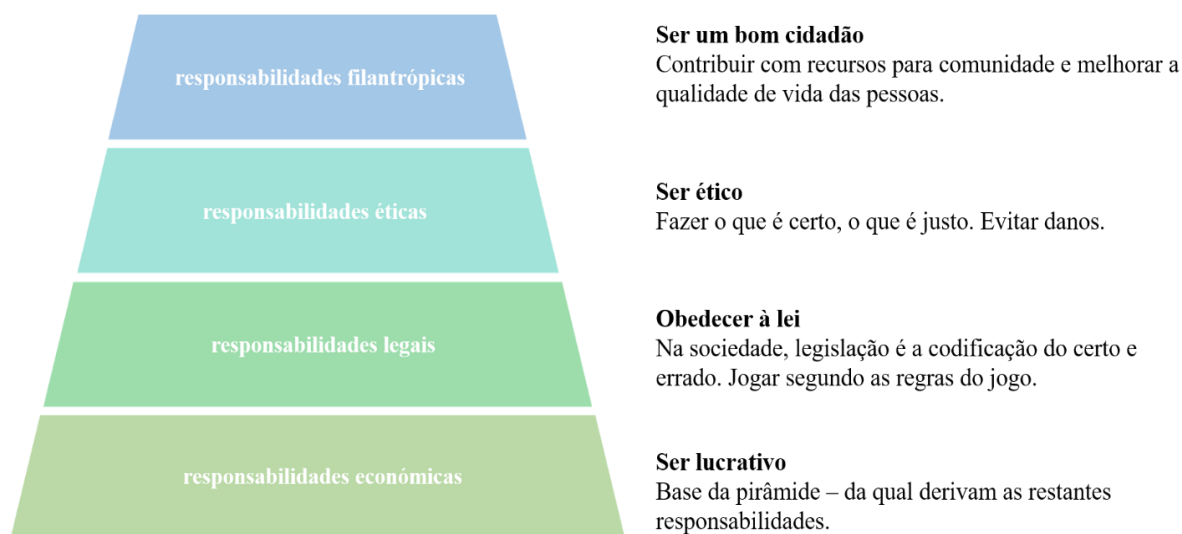 responsabilidades filantrópicas
Ser um bom cidadão
Contribuir com recursos para comunidade e melhorar a
qualidade de vida das pessoas.
responsabilidades éticas
Ser ético
Fazer o que é certo, o que é justo. Evitar danos.
responsabilidades legais
Obedecer à lei
Na sociedade, legislação é a codificação do certo e
errado. Jogar segundo as regras do jogo.
responsabilidades económicas
Ser lucrativo
Base da pirâmide – da qual derivam as restantes
responsabilidades.